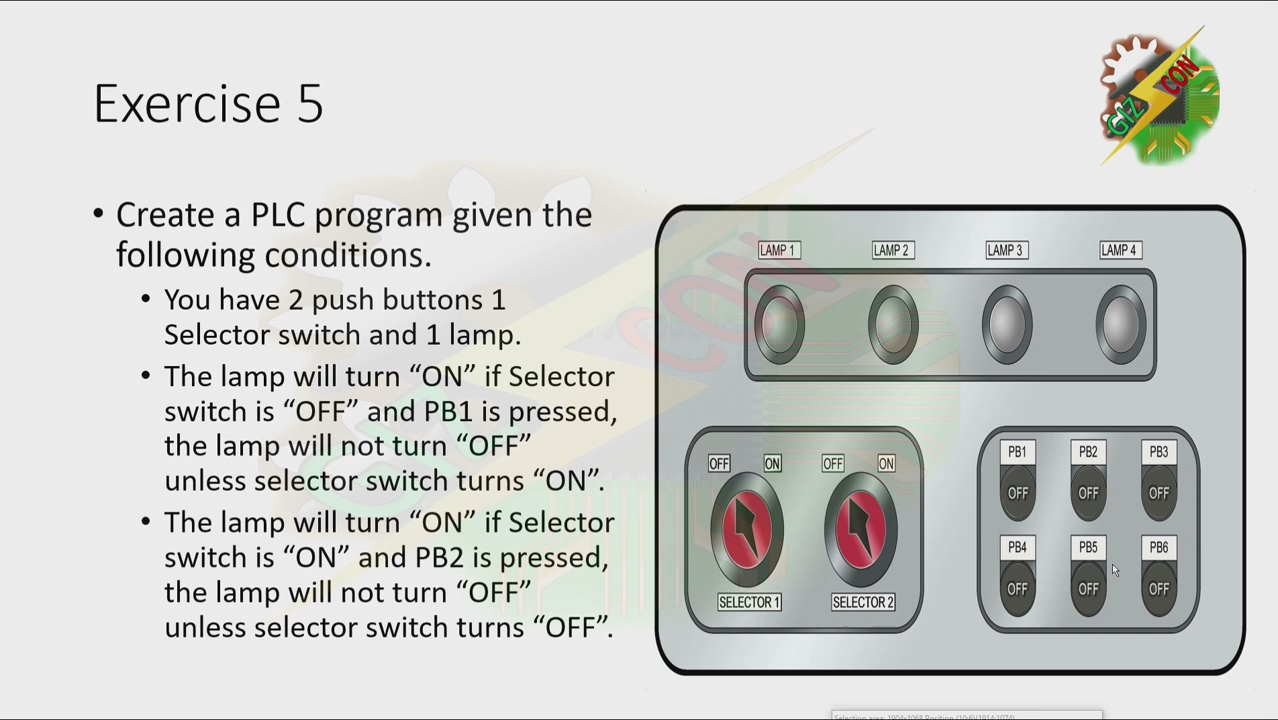 Exercise 5
GIZ CON
• Create a PLC program given the
following conditions.
• You have 2 push buttons 1
Selector switch and 1 lamp.
• The lamp will turn “ON” if Selector
switch is “OFF” and PB1 is pressed,
the lamp will not turn “OFF”
unless selector switch turns “ON”.
• The lamp will turn “ON” if Selector
switch is “ON” and PB2 is pressed,
the lamp will not turn “OFF”
unless selector switch turns “OFF”.
LAMP 1 LAMP 2 LAMP 3 LAMP 4
OFF ON OFF ON
SELECTOR 1 SELECTOR 2
PB1 PB2 PB3
OFF OFF OFF
PB4 PB5 PB6
OFF OFF OFF